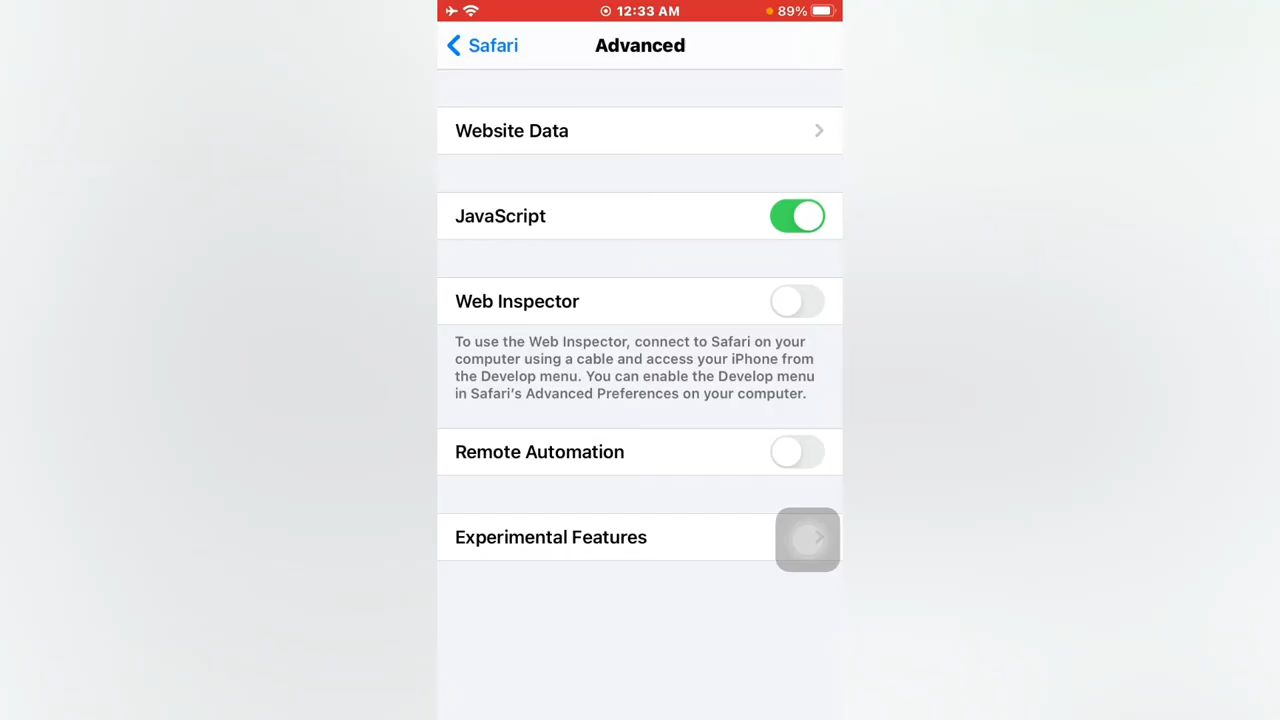 12:33 AM
89%
Safari
Advanced
Website Data
JavaScript
Web Inspector
To use the Web Inspector, connect to Safari on your
computer using a cable and access your iPhone from
the Develop menu. You can enable the Develop menu
in Safari's Advanced Preferences on your computer.
Remote Automation
Experimental Features